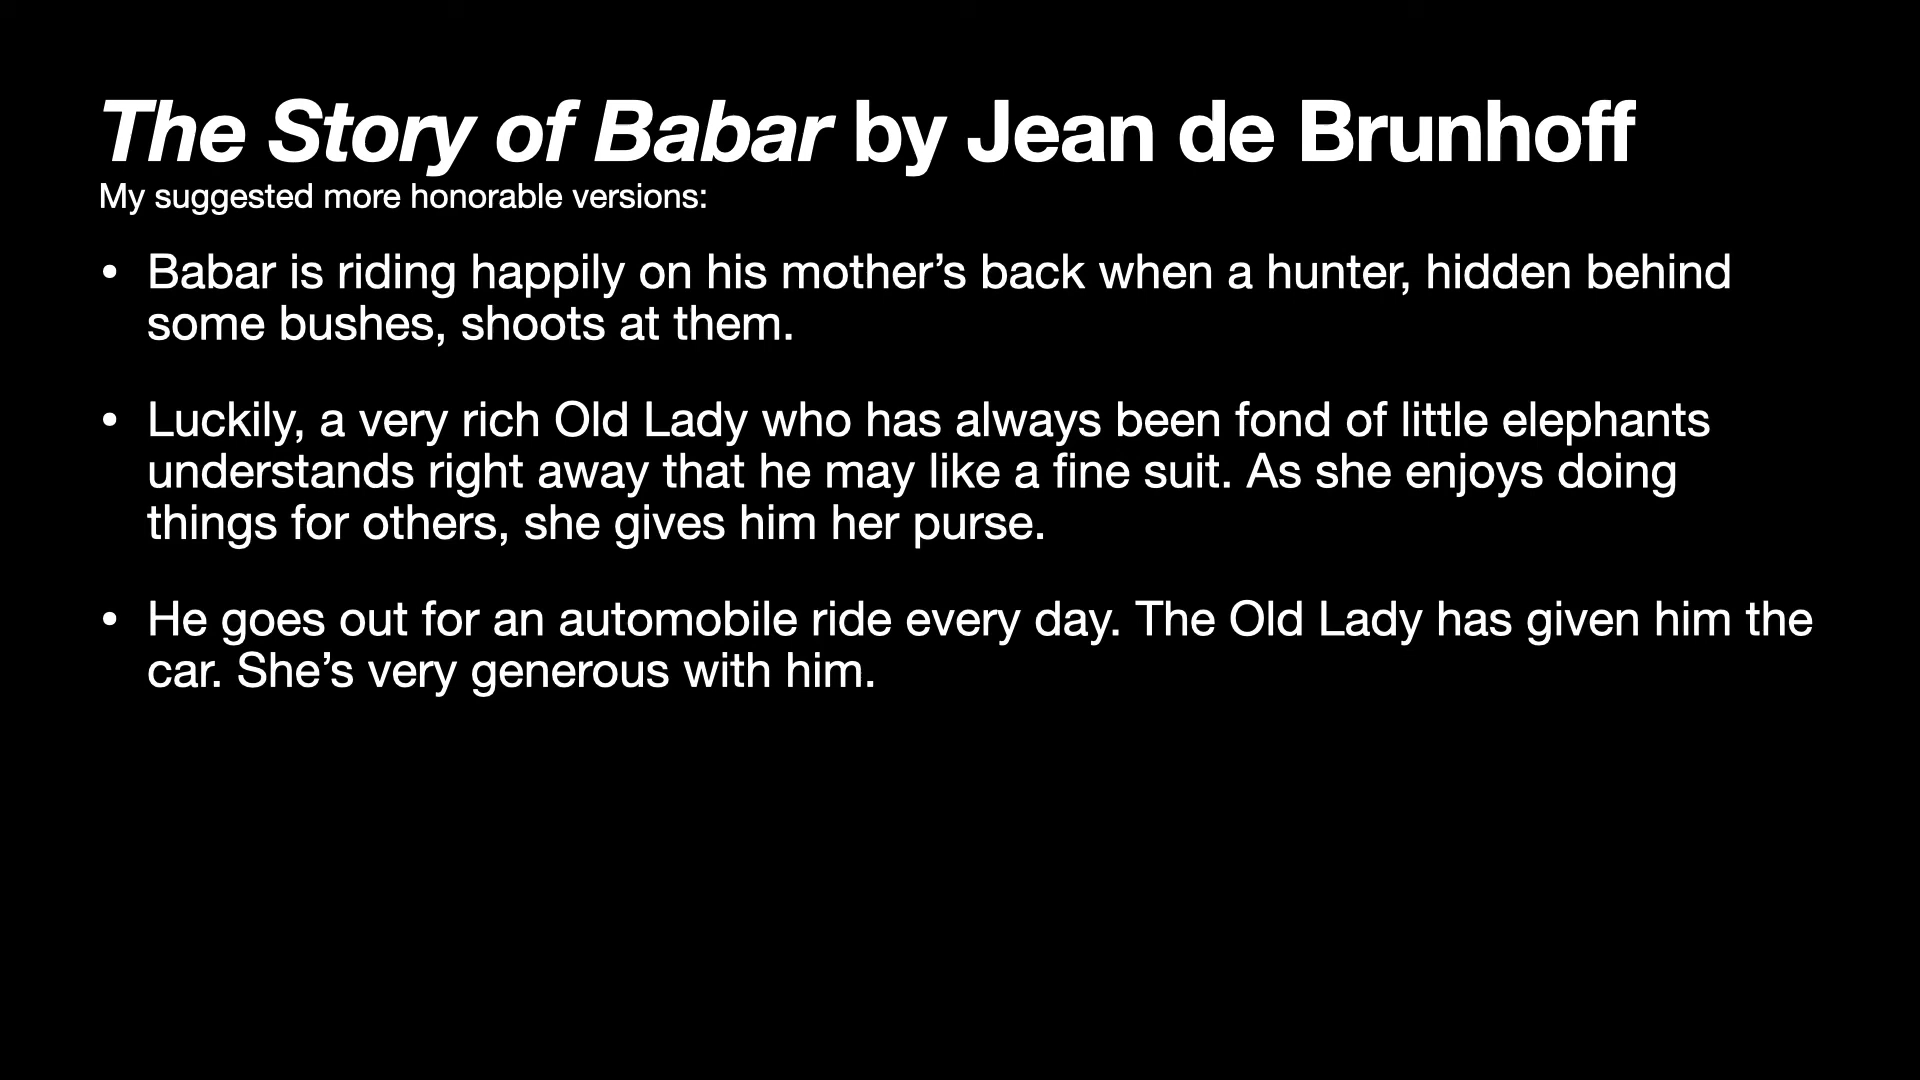 The Story of Babar by Jean de Brunhoff
My suggested more honorable versions:
• Babar is riding happily on his mother’s back when a hunter, hidden behind
some bushes, shoots at them.
• Luckily, a very rich Old Lady who has always been fond of little elephants
understands right away that he may like a fine suit. As she enjoys doing
things for others, she gives him her purse.
• He goes out for an automobile ride every day. The Old Lady has given him the
car. She’s very generous with him.